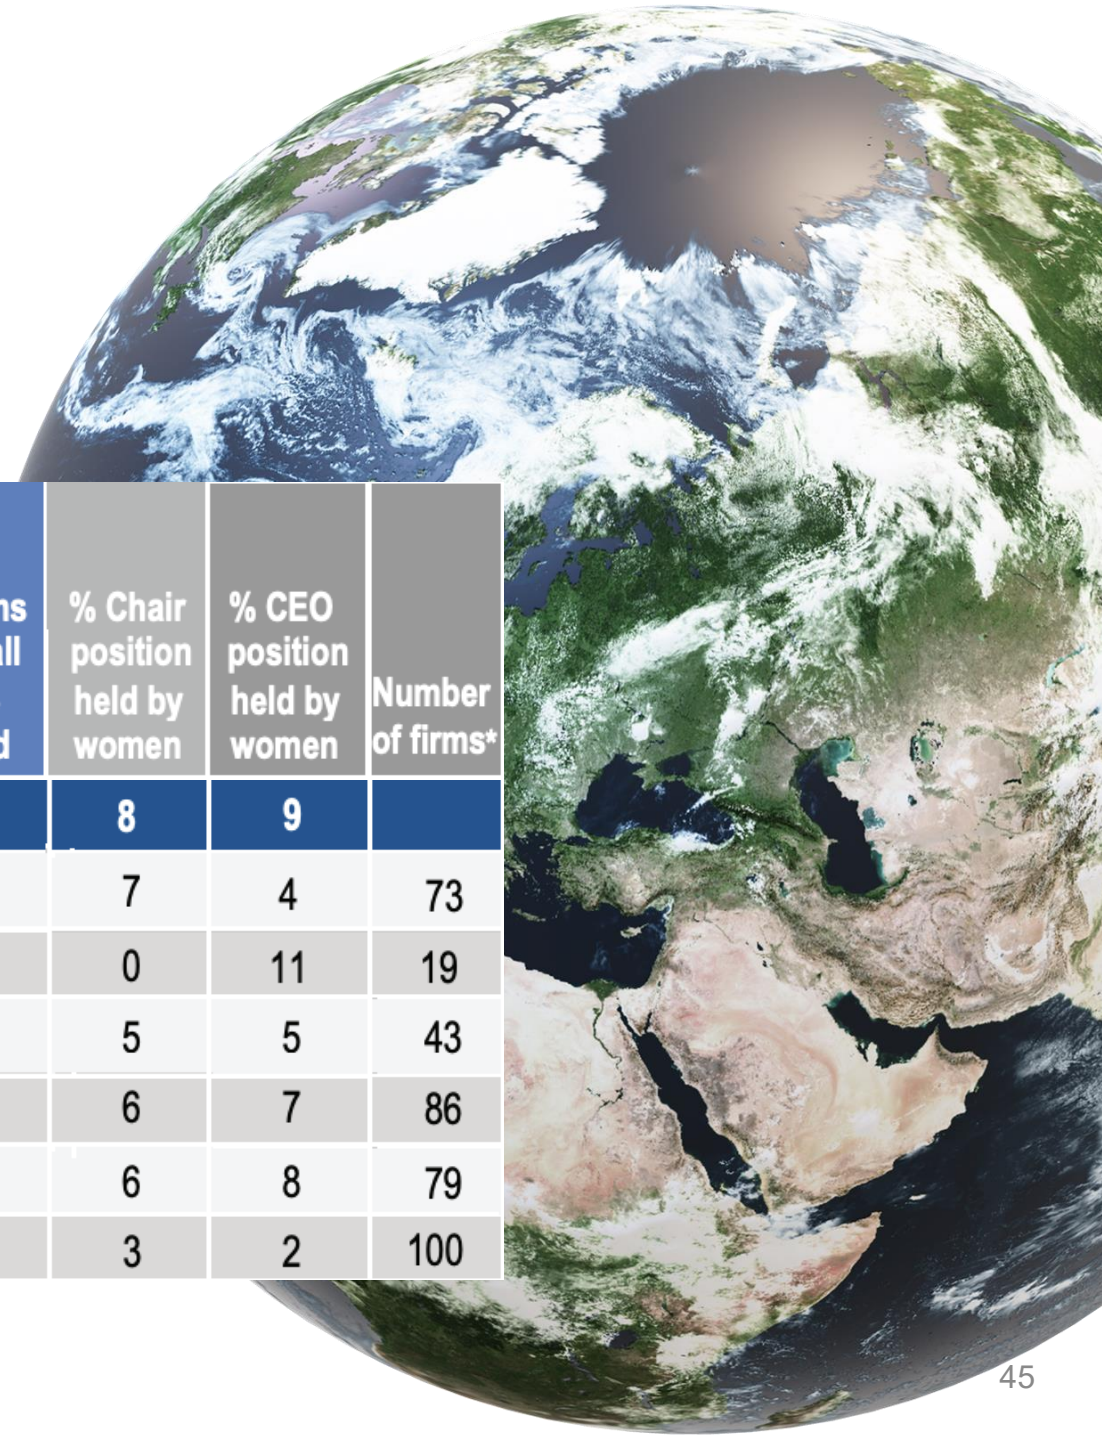 % Chair position held by women
% CEO position held by women
Number of firms*
8 9
7 4 73
0 11 19
5 5 43
6 7 86
6 8 79
3 2 100
45